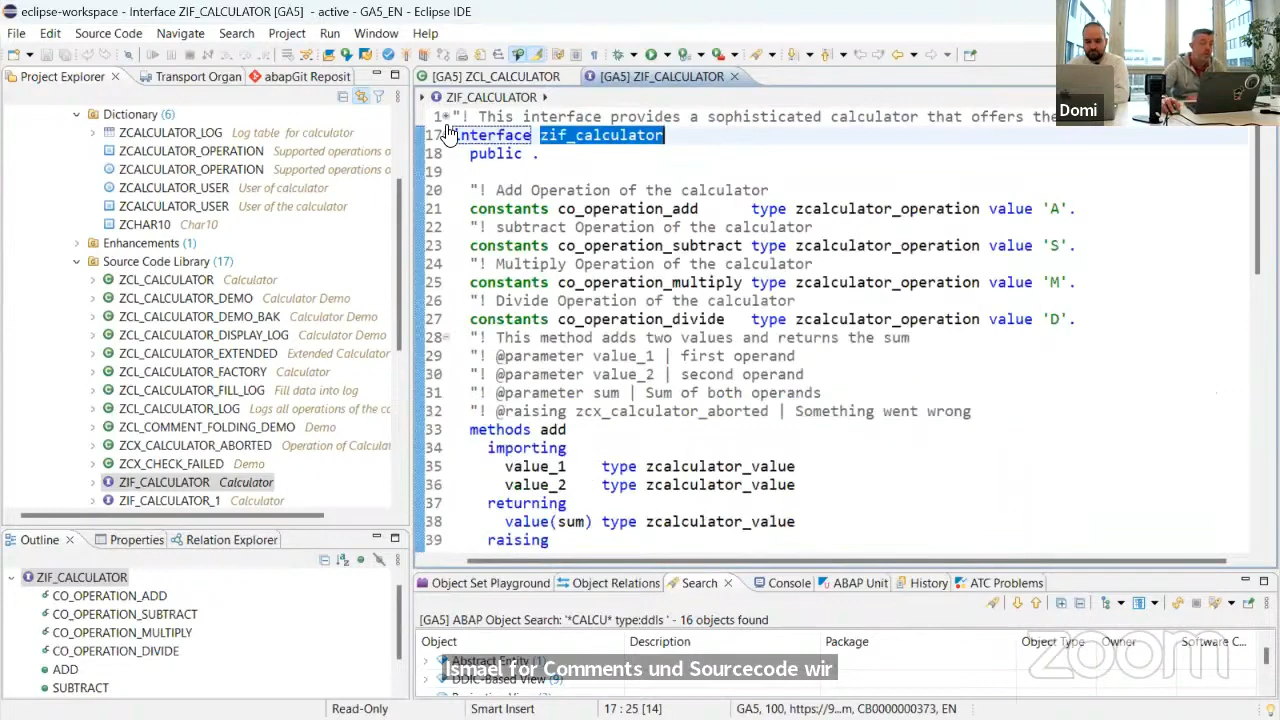 eclipse-workspace - Interface ZIF_CALCULATOR [GA5] - active - GA5_EN - Eclipse IDE
File Edit Source Code Navigate Search Project Run Window Help
Project Explorer Transport Organ abapGit Reposit
Dictionary (6)
ZCALCULATOR_LOG Log table for calculator
ZCALCULATOR_OPERATION Supported operations o
ZCALCULATOR_OPERATION Supported operations o
ZCALCULATOR_USER User of calculator
ZCALCULATOR_USER User of the calculator
ZCHAR10 Char10
Enhancements (1)
Source Code Library (17)
ZCL_CALCULATOR Calculator
ZCL_CALCULATOR_DEMO Calculator Demo
ZCL_CALCULATOR_DEMO_BAK Calculator Demo
ZCL_CALCULATOR_DISPLAY_LOG Calculator Demo
ZCL_CALCULATOR_EXTENDED Extended Calculator
ZCL_CALCULATOR_FACTORY Calculator
ZCL_CALCULATOR_FILL_LOG Fill data into log
ZCL_CALCULATOR_LOG Logs all operations of the cc
ZCL_COMMENT_FOLDING_DEMO Demo
ZCX_CALCULATOR_ABORTED Operation of Calculat
ZCX_CHECK_FAILED Demo
ZIF_CALCULATOR Calculator
ZIF_CALCULATOR_1 Calculator
Outline Properties Relation Explorer
ZIF_CALCULATOR
CO_OPERATION_ADD
CO_OPERATION_SUBTRACT
CO_OPERATION_MULTIPLY
CO_OPERATION_DIVIDE
ADD
SUBTRACT
[GA5] ZCL_CALCULATOR [GA5] ZIF_CALCULATOR
ZIF_CALCULATOR
1 "! This interface provides a sophisticated calculator that offers the
17 interface zif_calculator
18 public .
19
20 "! Add Operation of the calculator
21 constants co_operation_add type zcalculator_operation value 'A'.
22 "! subtract Operation of the calculator
23 constants co_operation_subtract type zcalculator_operation value 'S'.
24 "! Multiply Operation of the calculator
25 constants co_operation_multiply type zcalculator_operation value 'M'.
26 "! Divide Operation of the calculator
27 constants co_operation_divide type zcalculator_operation value 'D'.
28 "! This method adds two values and returns the sum
29 "! @parameter value_1 | first operand
30 "! @parameter value_2 | second operand
31 "! @parameter sum | Sum of both operands
32 "! @raising zcx_calculator_aborted | Something went wrong
33 methods add
34 importing
35 value_1 type zcalculator_value
36 value_2 type zcalculator_value
37 returning
38 value(sum) type zcalculator_value
39 raising
Object Set Playground Object Relations Search Console ABAP Unit History ATC Problems
[GA5] ABAP Object Search: '*CALCU* type:ddls ' - 16 objects found
Object Description Package Object Type Owner Software C...
Abstract Entity (1)
DDIC-Based View (9)
Ismael for Comments und Sourcecode wir
zoom
Domi
Read-Only Smart Insert 17 : 25 [14] GA5, 100, https://9...m, CB0000000373, EN